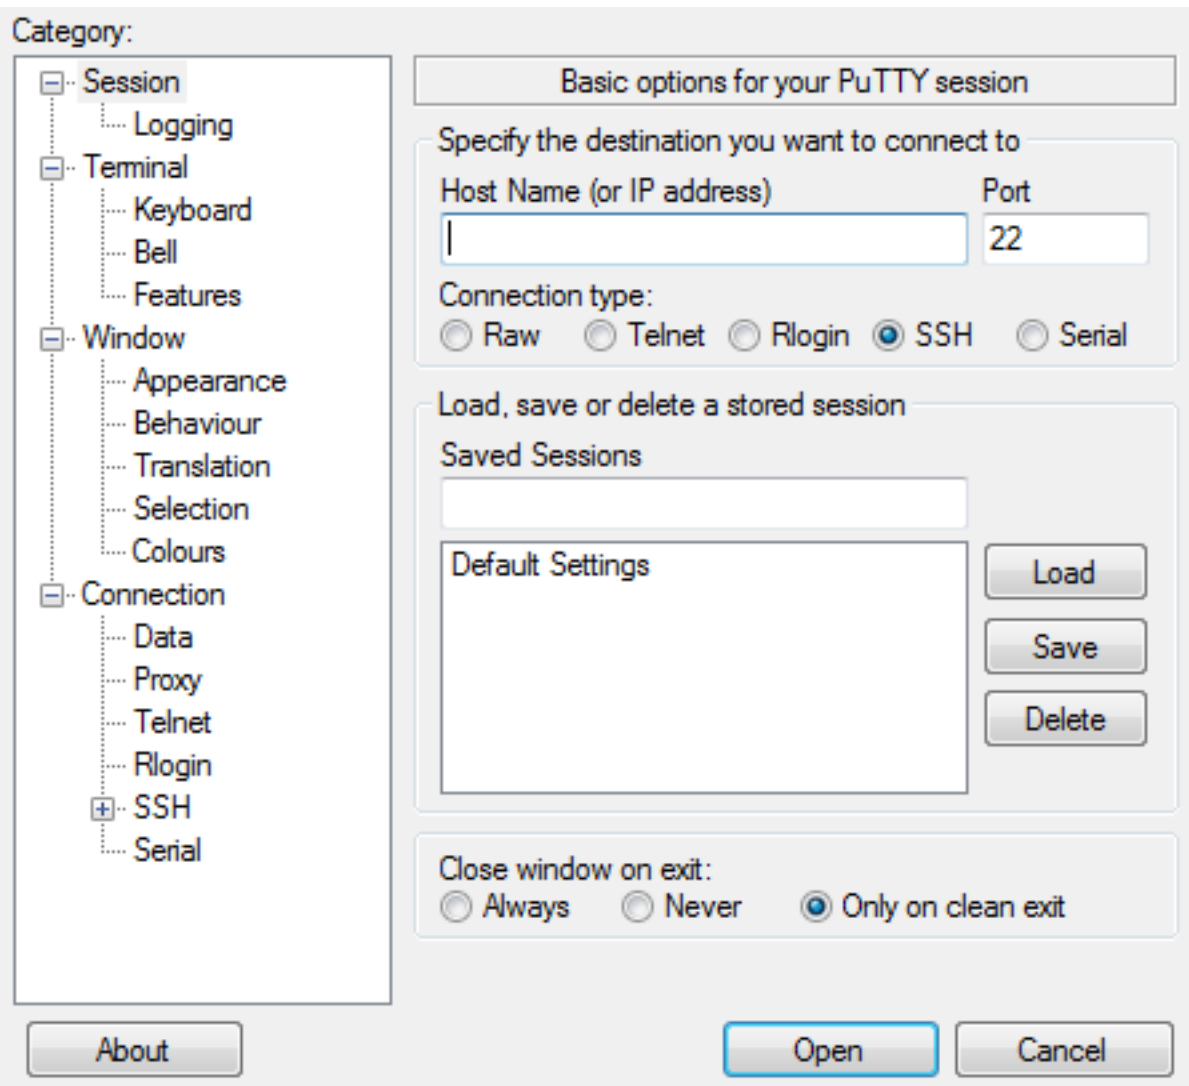 Category:
Session
Logging
Terminal
Keyboard
Bell
Features
Window
Appearance
Behaviour
Translation
Selection
Colours
Connection
Data
Proxy
Telnet
Rlogin
SSH
Serial
Basic options for your PuTTY session
Specify the destination you want to connect to
Host Name (or IP address) Port
22
Connection type:
Raw Telnet Rlogin SSH Serial
Load, save or delete a stored session
Saved Sessions
Default Settings
Load
Save
Delete
Close window on exit:
Always Never Only on clean exit
About Open Cancel